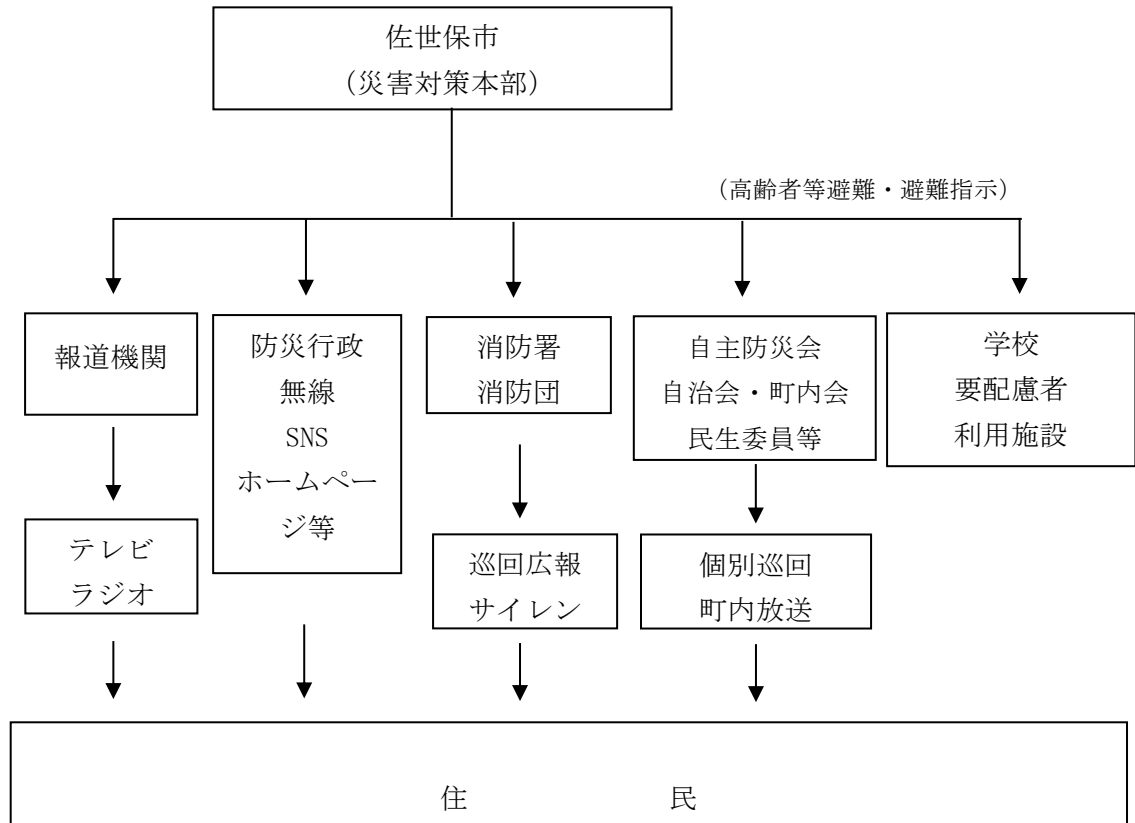 佐世保市
（災害対策本部）
（高齢者等避難・避難指示）
報道機関
防災行政
無線
SNS
ホームペー
ジ等
消防署
消防団
自主防災会
自治会・町内会
民生委員等
学校
要配慮者
利用施設
テレビ
ラジオ
巡回広報
サイレン
個別巡回
町内放送
住　　　　　民